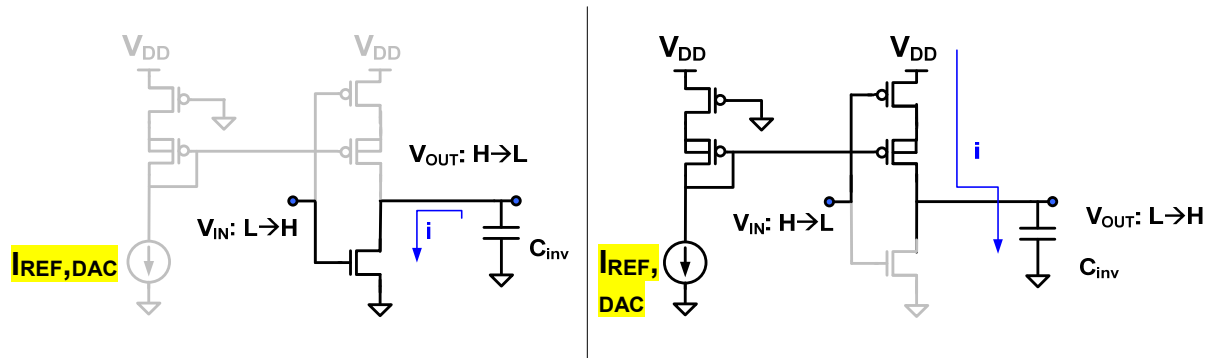 VDD
VDD
VOUT: H→L
VIN: L→H
i
IREF,DAC
Cinv
VDD
VDD
i
VIN: H→L
VOUT: L→H
IREF,
DAC
Cinv